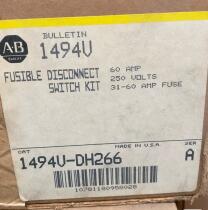 BULLETIN
AB
1494V
FUSIBLE DISCONNECT
SWITCH KIT
60 AMP
250 VOLTS
31-60 AMP FUSE
CAT
MADE IN U.S.A.
SER
1494V-DH266
A